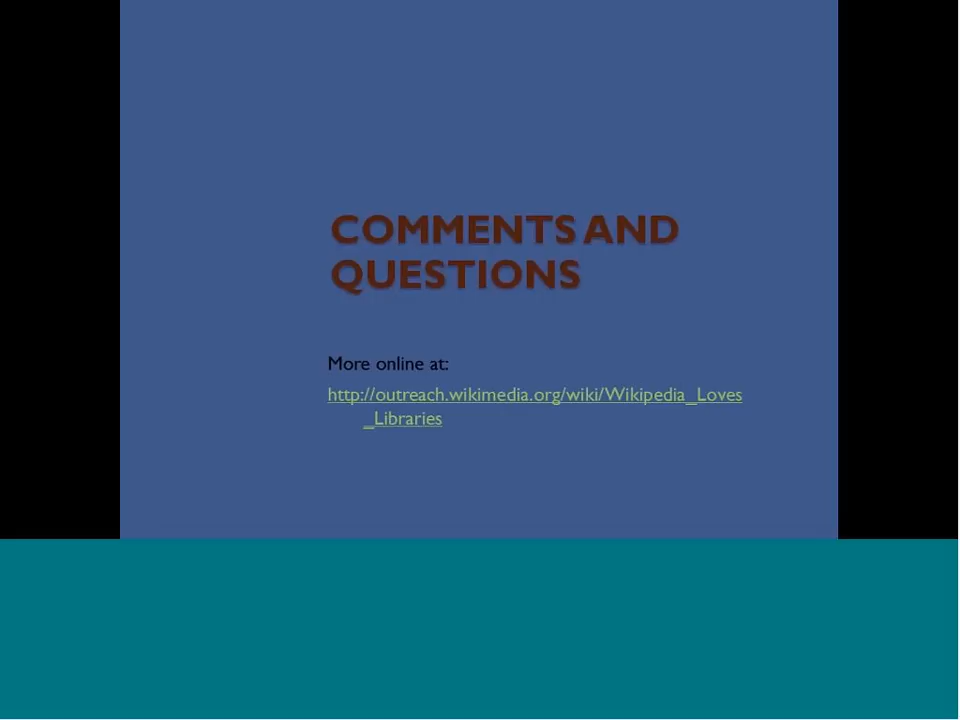 COMMENTS AND
QUESTIONS
More online at:
http://outreach.wikimedia.org/wiki/Wikipedia_Loves
_Libraries